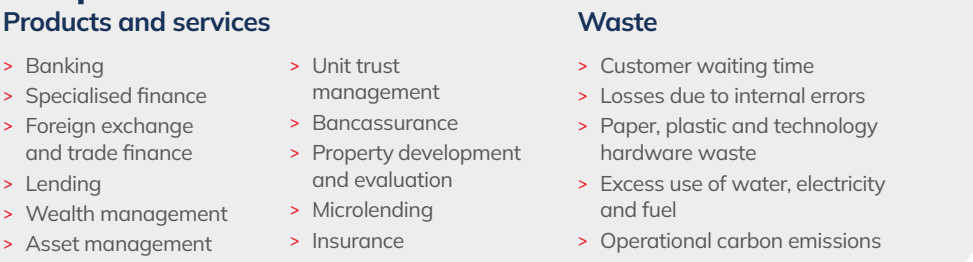 Products and services
> Banking
> Specialised finance
> Foreign exchange
and trade finance
> Lending
> Wealth management
> Asset management
> Unit trust
management
> Bancassurance
> Property development
and evaluation
> Microlending
> Insurance
Waste
> Customer waiting time
> Losses due to internal errors
> Paper, plastic and technology
hardware waste
> Excess use of water, electricity
and fuel
> Operational carbon emissions